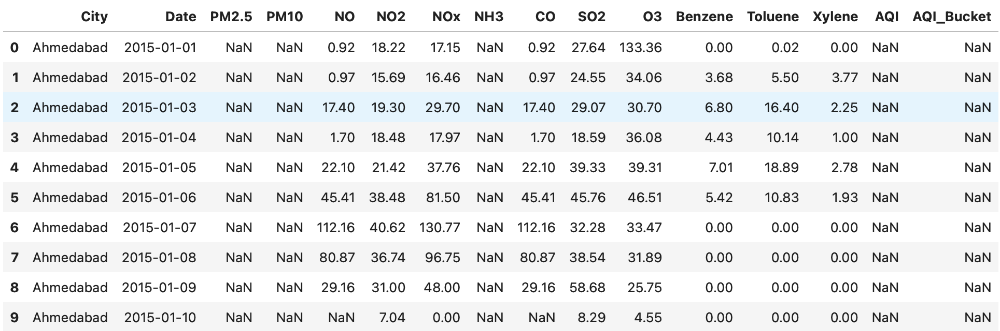 City Date PM2.5 PM10 NO NO2 NOx NH3 CO SO2 O3 Benzene Toluene Xylene AQI AQI_Bucket
0 Ahmedabad 2015-01-01 NaN NaN 0.92 18.22 17.15 NaN 0.92 27.64 133.36 0.00 0.02 0.00 NaN NaN
1 Ahmedabad 2015-01-02 NaN NaN 0.97 15.69 16.46 NaN 0.97 24.55 34.06 3.68 5.50 3.77 NaN NaN
2 Ahmedabad 2015-01-03 NaN NaN 17.40 19.30 29.70 NaN 17.40 29.07 30.70 6.80 16.40 2.25 NaN NaN
3 Ahmedabad 2015-01-04 NaN NaN 1.70 18.48 17.97 NaN 1.70 18.59 36.08 4.43 10.14 1.00 NaN NaN
4 Ahmedabad 2015-01-05 NaN NaN 22.10 21.42 37.76 NaN 22.10 39.33 39.31 7.01 18.89 2.78 NaN NaN
5 Ahmedabad 2015-01-06 NaN NaN 45.41 38.48 81.50 NaN 45.41 45.76 46.51 5.42 10.83 1.93 NaN NaN
6 Ahmedabad 2015-01-07 NaN NaN 112.16 40.62 130.77 NaN 112.16 32.28 33.47 0.00 0.00 0.00 NaN NaN
7 Ahmedabad 2015-01-08 NaN NaN 80.87 36.74 96.75 NaN 80.87 38.54 31.89 0.00 0.00 0.00 NaN NaN
8 Ahmedabad 2015-01-09 NaN NaN 29.16 31.00 48.00 NaN 29.16 58.68 25.75 0.00 0.00 0.00 NaN NaN
9 Ahmedabad 2015-01-10 NaN NaN NaN 7.04 0.00 NaN NaN 8.29 4.55 0.00 0.00 0.00 NaN NaN